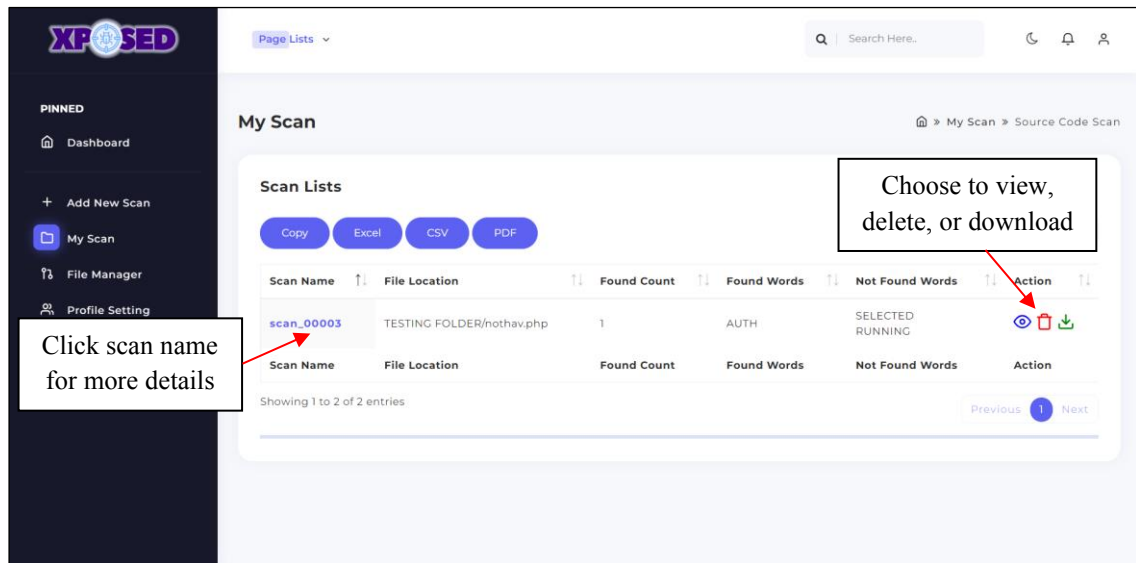 XPOSED
Page Lists
Search Here..
PINNED
Dashboard
Add New Scan
My Scan
File Manager
Profile Setting
My Scan
My Scan » Source Code Scan
Scan Lists
Copy Excel CSV PDF
Choose to view,
delete, or download
Scan Name File Location Found Count Found Words Not Found Words Action
scan_00003 TESTING FOLDER/nothav.php 1 AUTH SELECTED
RUNNING
Click scan name
for more details
Scan Name File Location Found Count Found Words Not Found Words Action
Showing 1 to 2 of 2 entries
Previous 1 Next